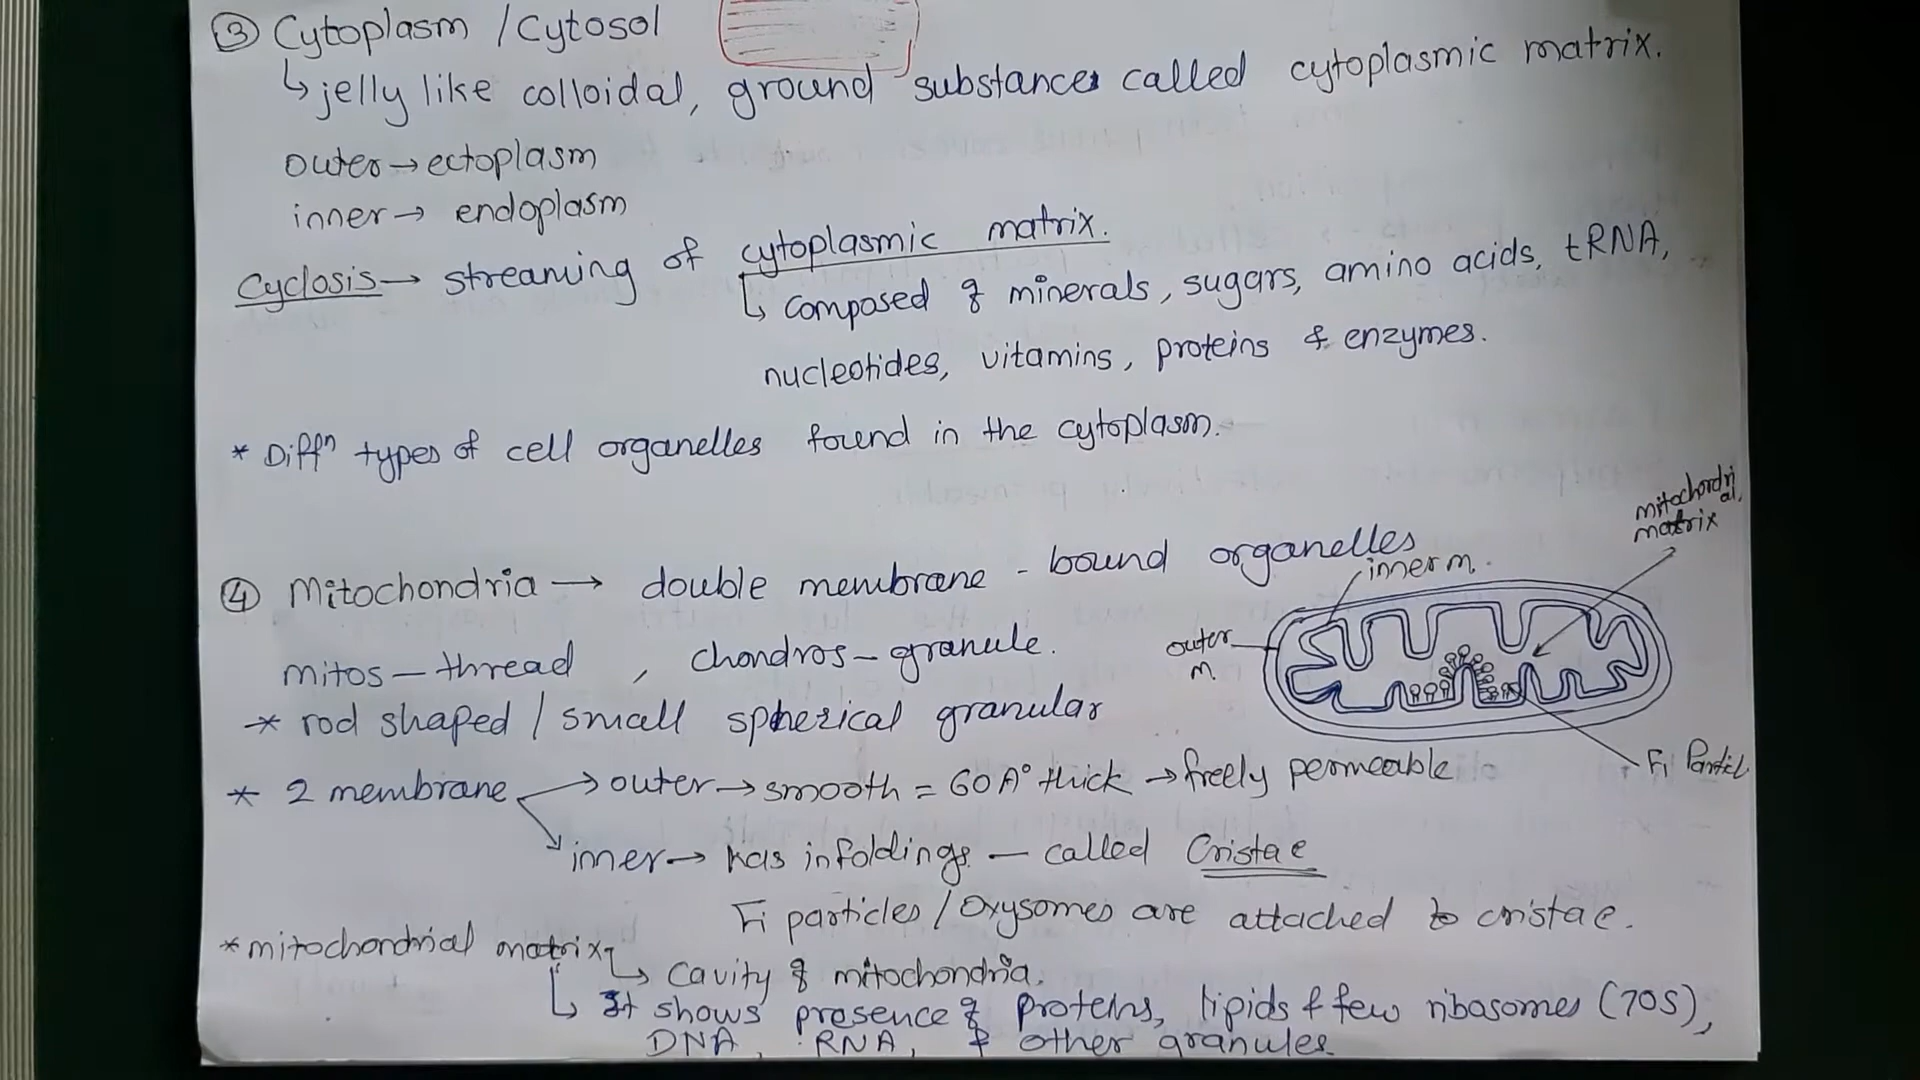 ③ Cytoplasm / Cytosol
↳ jelly like colloidal, ground substance called cytoplasmic matrix.
outer → ectoplasm
inner → endoplasm
Cyclosis → streaming of cytoplasmic matrix.
↳ composed of minerals, sugars, amino acids, tRNA,
nucleotides, vitamins, proteins & enzymes.
* Diffn types of cell organelles found in the cytoplasm.
④ Mitochondria → double membrane - bound organelles
mitochondri
al,
matrix
inner m.
outer
m.
F1 Particl
mitos – thread , chondros – granule.
* rod shaped / small spherical granular
* 2 membrane → outer → smooth = 60A° thick → freely permeable
inner → has infoldings – called Cristae
F1 particles / Oxysomes are attached to cristae.
* mitochondrial matrix ↳ cavity of mitochondria.
↳ It shows presence of proteins, lipids & few ribosomes (70S),
DNA, RNA, & other granules